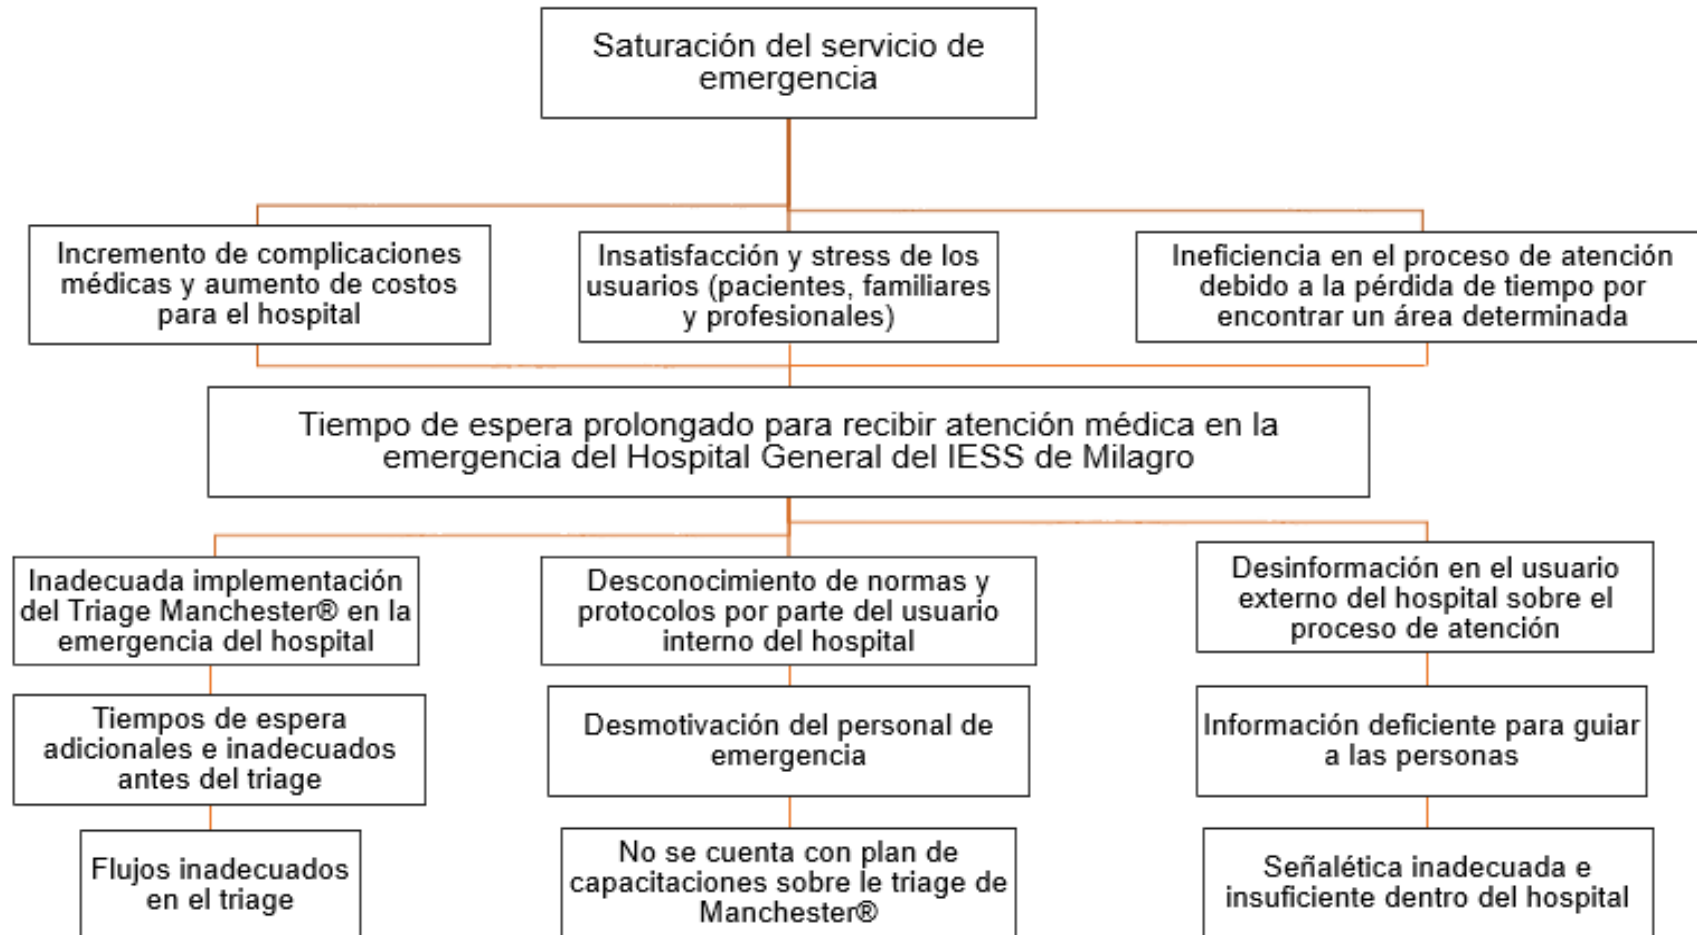 Saturación del servicio de
emergencia
Incremento de complicaciones
médicas y aumento de costos
para el hospital
Insatisfacción y stress de los
usuarios (pacientes, familiares
y profesionales)
Ineficiencia en el proceso de atención
debido a la pérdida de tiempo por
encontrar un área determinada
Tiempo de espera prolongado para recibir atención médica en la
emergencia del Hospital General del IESS de Milagro
Inadecuada implementación
del Triage Manchester® en la
emergencia del hospital
Desconocimiento de normas y
protocolos por parte del usuario
interno del hospital
Desinformación en el usuario
externo del hospital sobre el
proceso de atención
Tiempos de espera
adicionales e inadecuados
antes del triage
Desmotivación del personal de
emergencia
Información deficiente para guiar
a las personas
Flujos inadecuados
en el triage
No se cuenta con plan de
capacitaciones sobre le triage de
Manchester®
Señalética inadecuada e
insuficiente dentro del hospital